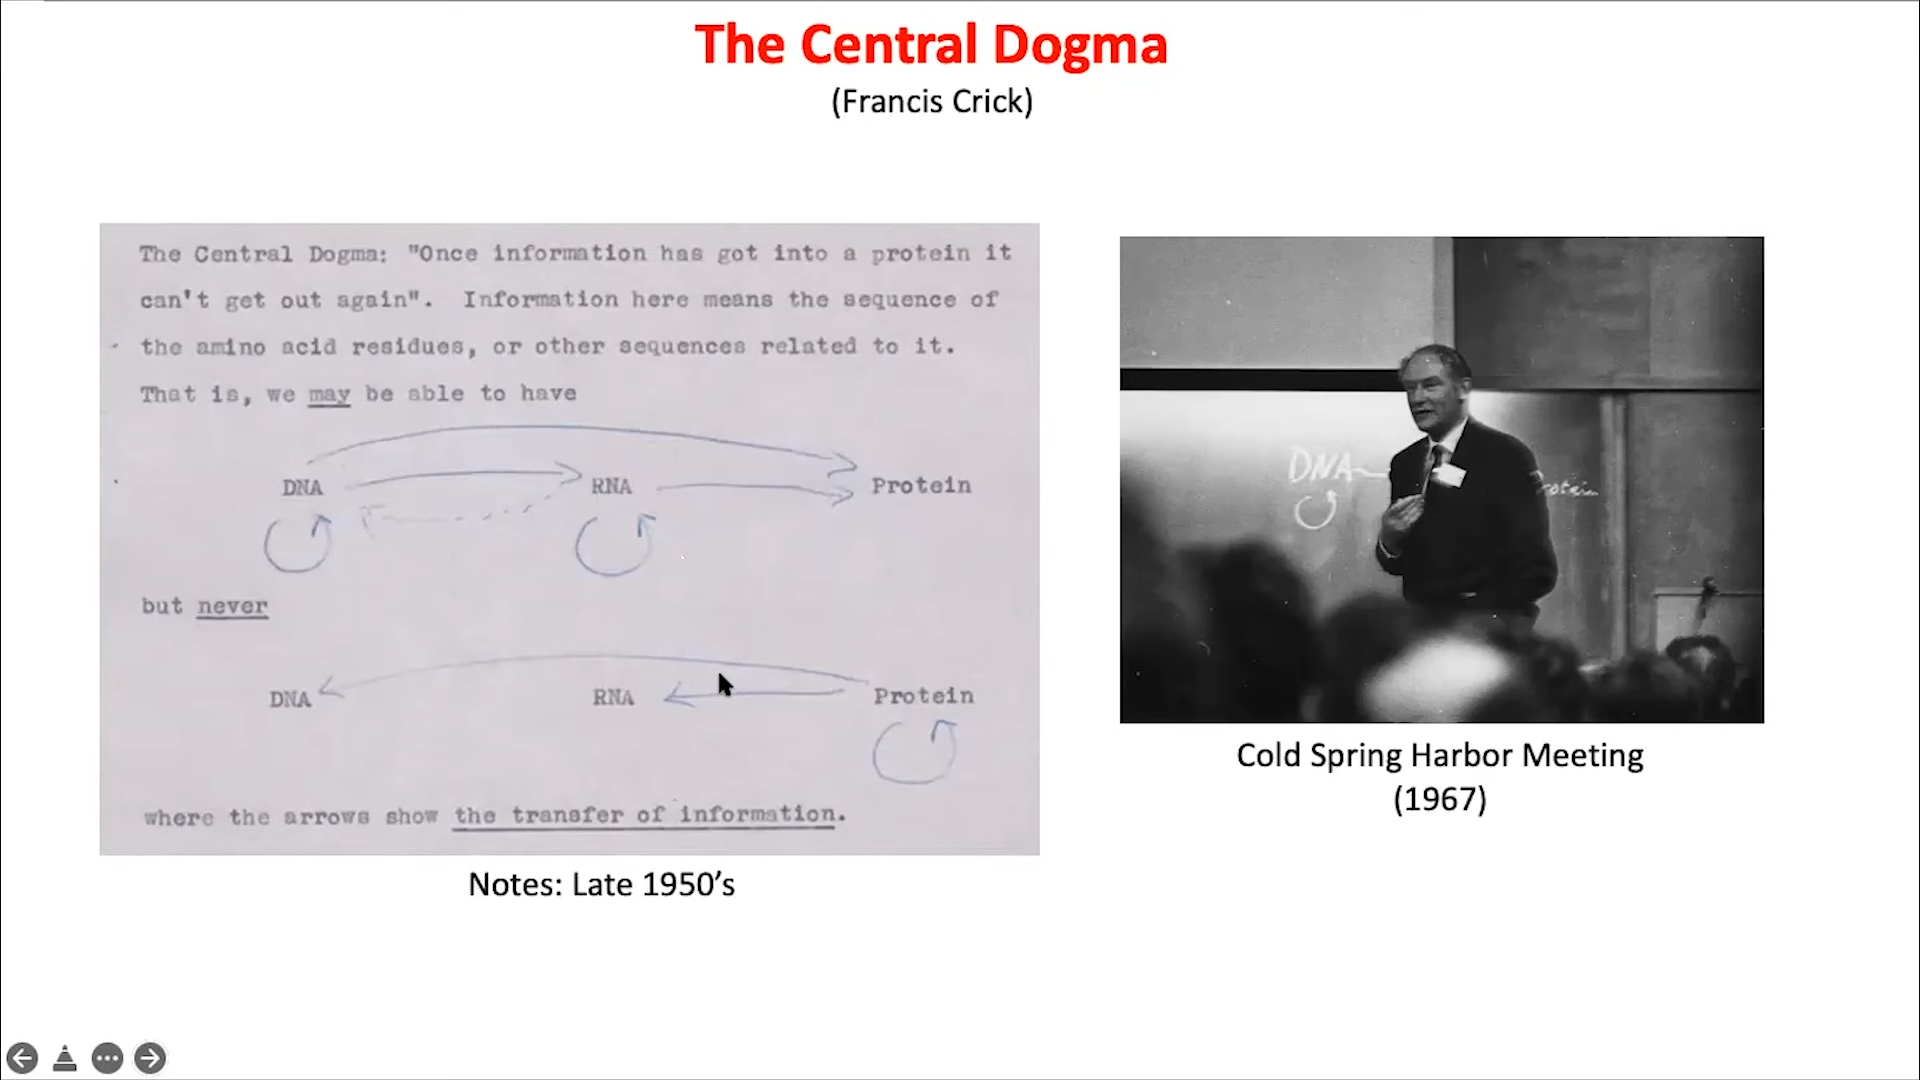 The Central Dogma
(Francis Crick)
The Central Dogma: "Once information has got into a protein it
can't get out again". Information here means the sequence of
the amino acid residues, or other sequences related to it.
That is, we may be able to have
DNA RNA Protein
but never
DNA RNA Protein
where the arrows show the transfer of information.
Notes: Late 1950's
DNA Protein
Cold Spring Harbor Meeting
(1967)